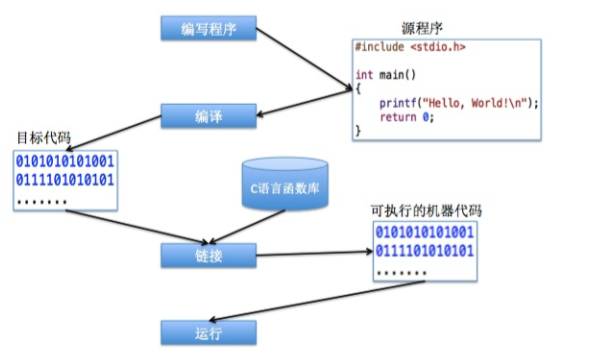 编写程序
源程序
#include <stdio.h>
int main()
{
printf("Hello, World!\n");
return 0;
}
编译
目标代码
0101010101001
0111101010101
.......
C语言函数库
链接
可执行的机器代码
0101010101001
0111101010101
.......
运行